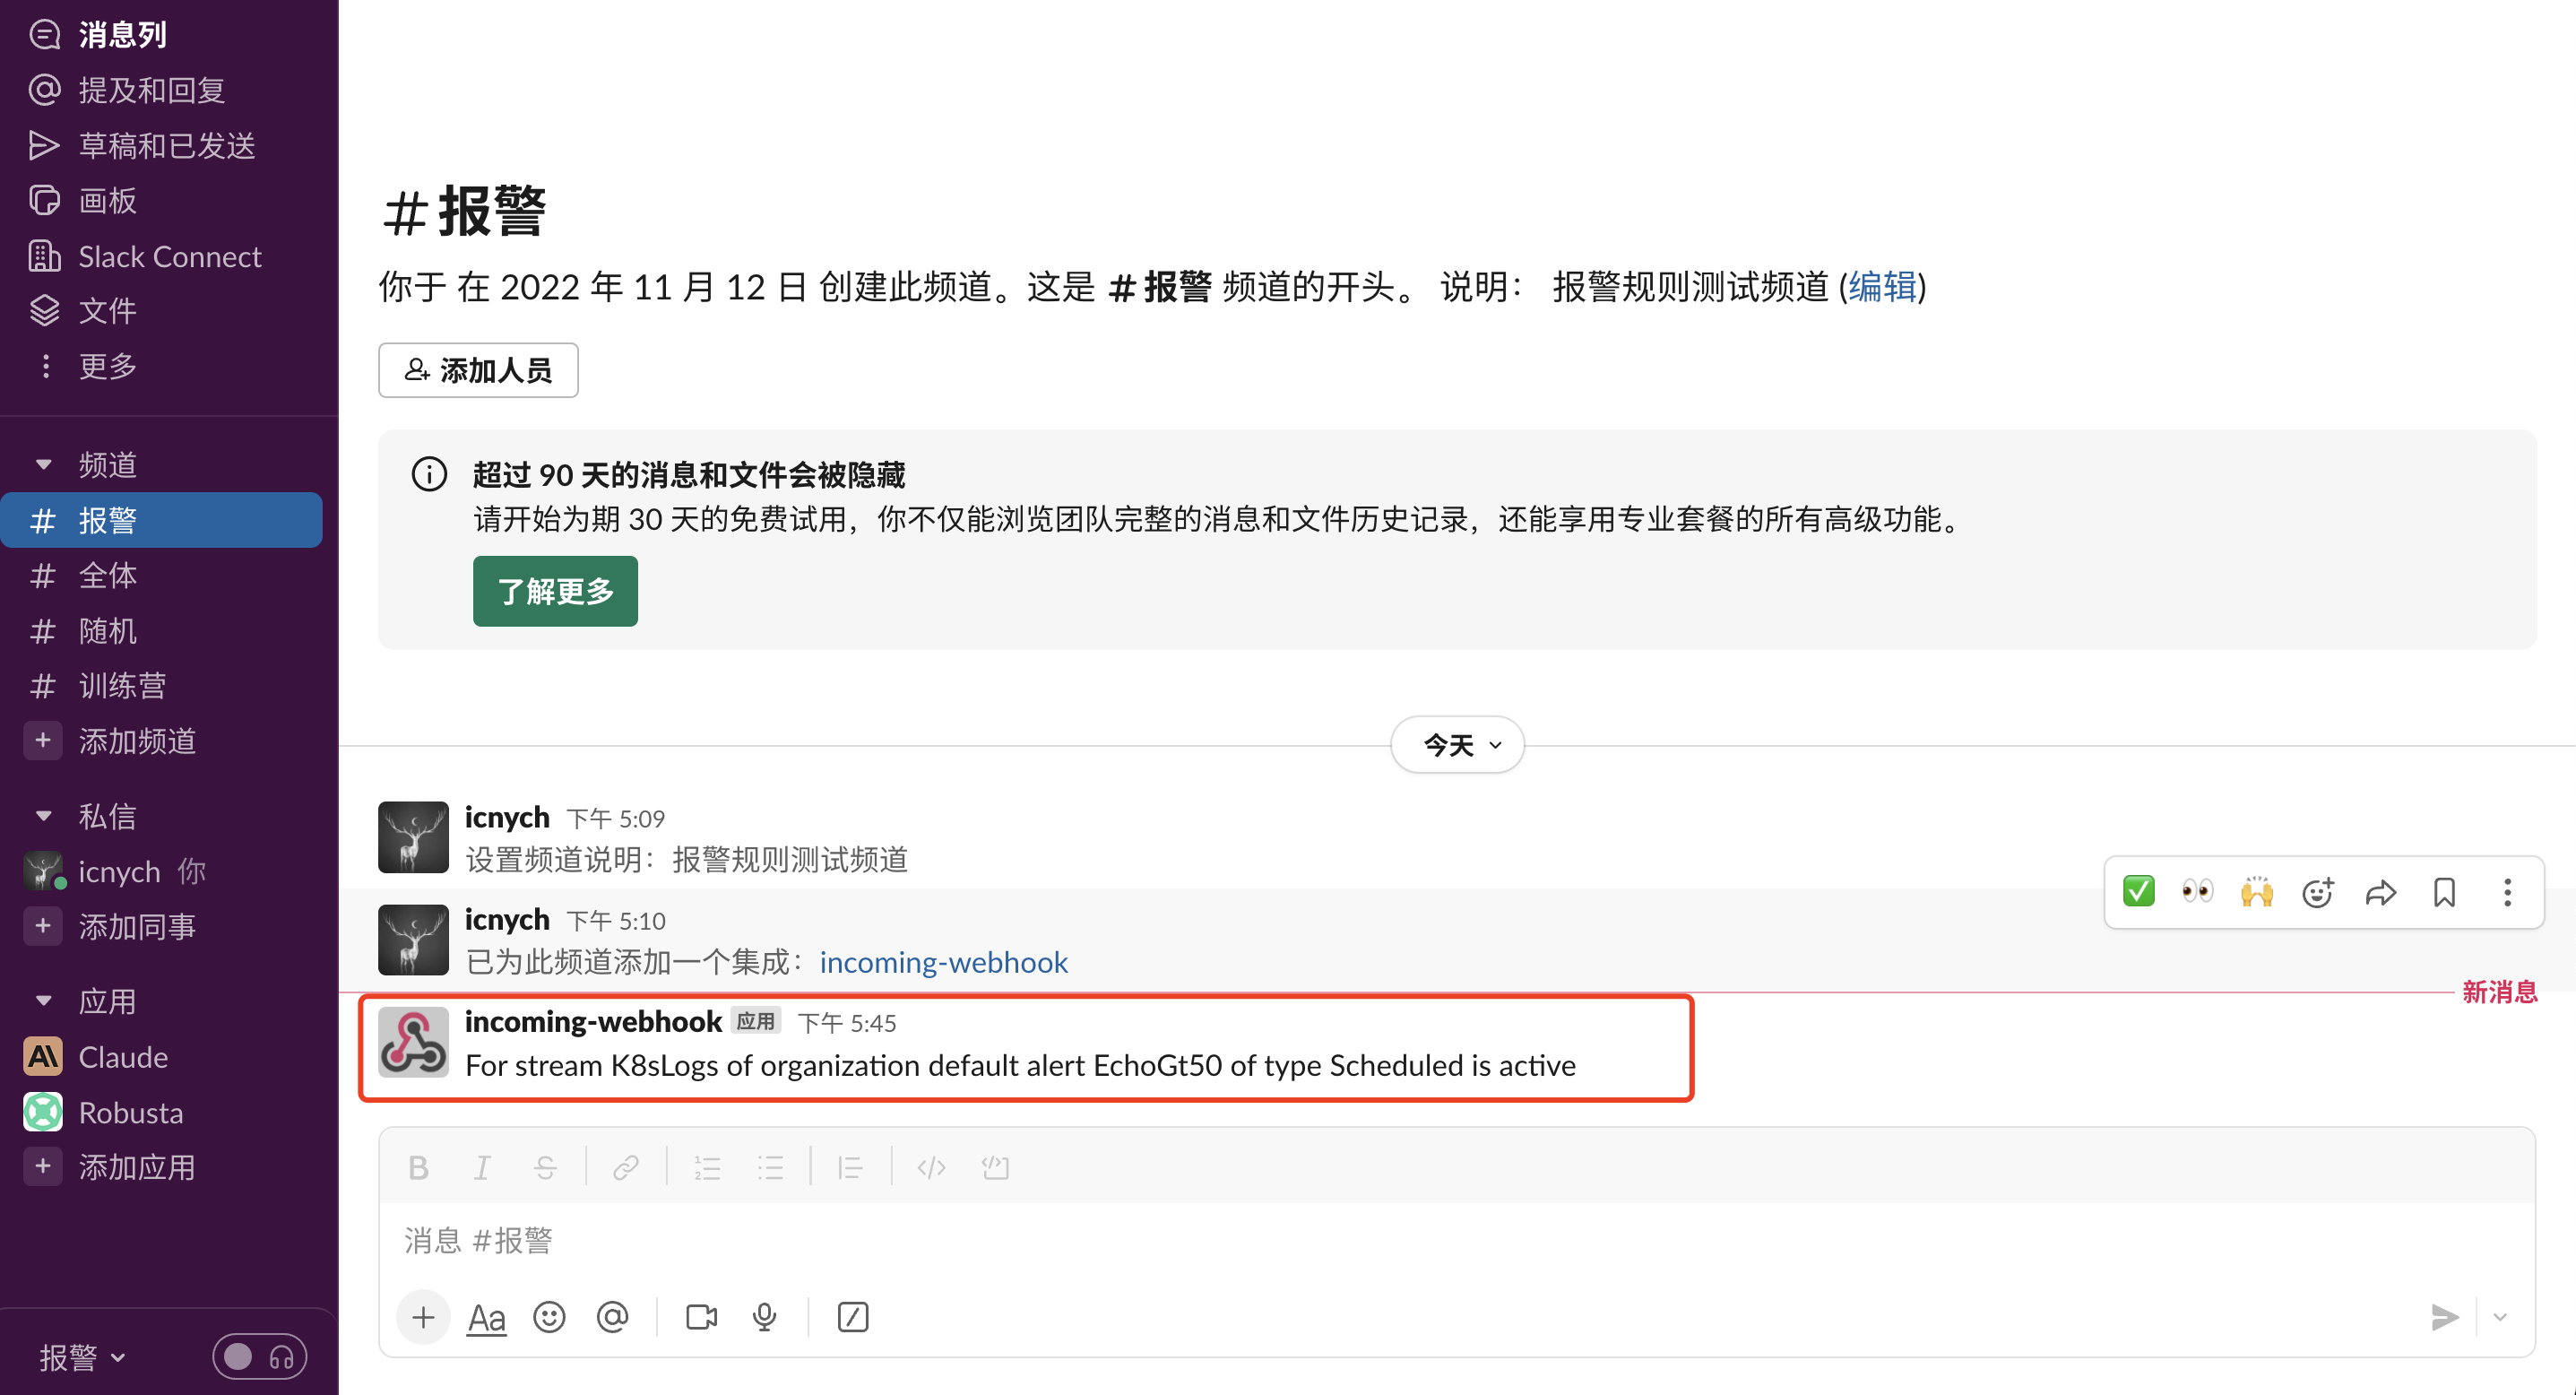 消息列
提及和回复
草稿和已发送
画板
Slack Connect
文件
更多
频道
# 报警
# 全体
# 随机
# 训练营
+ 添加频道
私信
icnych 你
+ 添加同事
应用
Claude
Robusta
+ 添加应用
报警
#报警
你于 在 2022 年 11 月 12 日 创建此频道。这是 #报警 频道的开头。 说明： 报警规则测试频道 (编辑)
添加人员
超过 90 天的消息和文件会被隐藏
请开始为期 30 天的免费试用，你不仅能浏览团队完整的消息和文件历史记录，还能享用专业套餐的所有高级功能。
了解更多
今天
icnych 下午 5:09
设置频道说明：报警规则测试频道
icnych 下午 5:10
已为此频道添加一个集成：incoming-webhook
新消息
incoming-webhook 应用 下午 5:45
For stream K8sLogs of organization default alert EchoGt50 of type Scheduled is active
消息 #报警
Aa